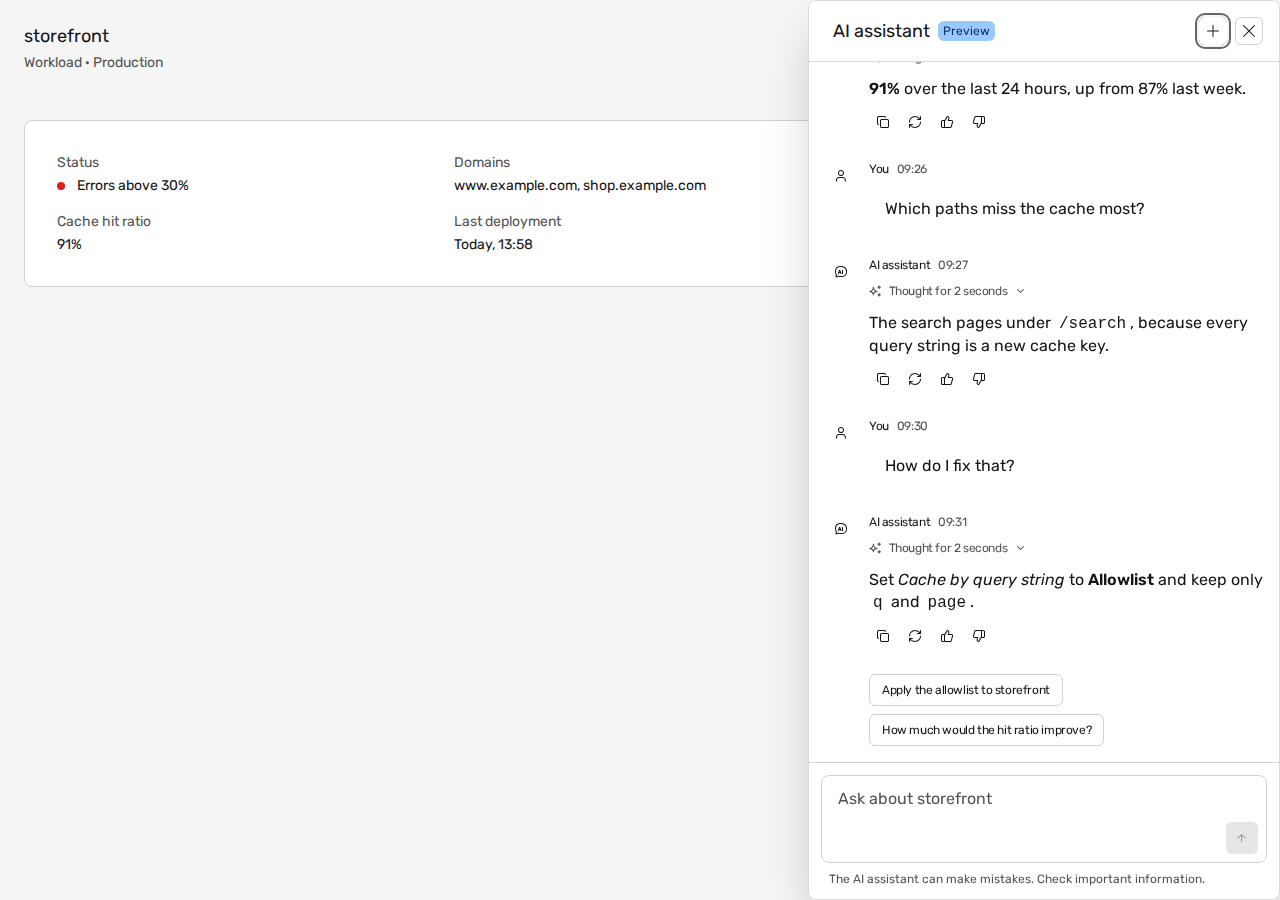 storefront
Workload • Production
Status
Errors above 30%
Domains
www.example.com, shop.example.com
Cache hit ratio
91%
Last deployment
Today, 13:58
AI assistant
Preview
91% over the last 24 hours, up from 87% last week.
You 09:26
Which paths miss the cache most?
AI assistant 09:27
Thought for 2 seconds
The search pages under /search, because every
query string is a new cache key.
You 09:30
How do I fix that?
AI assistant 09:31
Thought for 2 seconds
Set Cache by query string to Allowlist and keep only
q and page.
Apply the allowlist to storefront
How much would the hit ratio improve?
Ask about storefront
The AI assistant can make mistakes. Check important information.